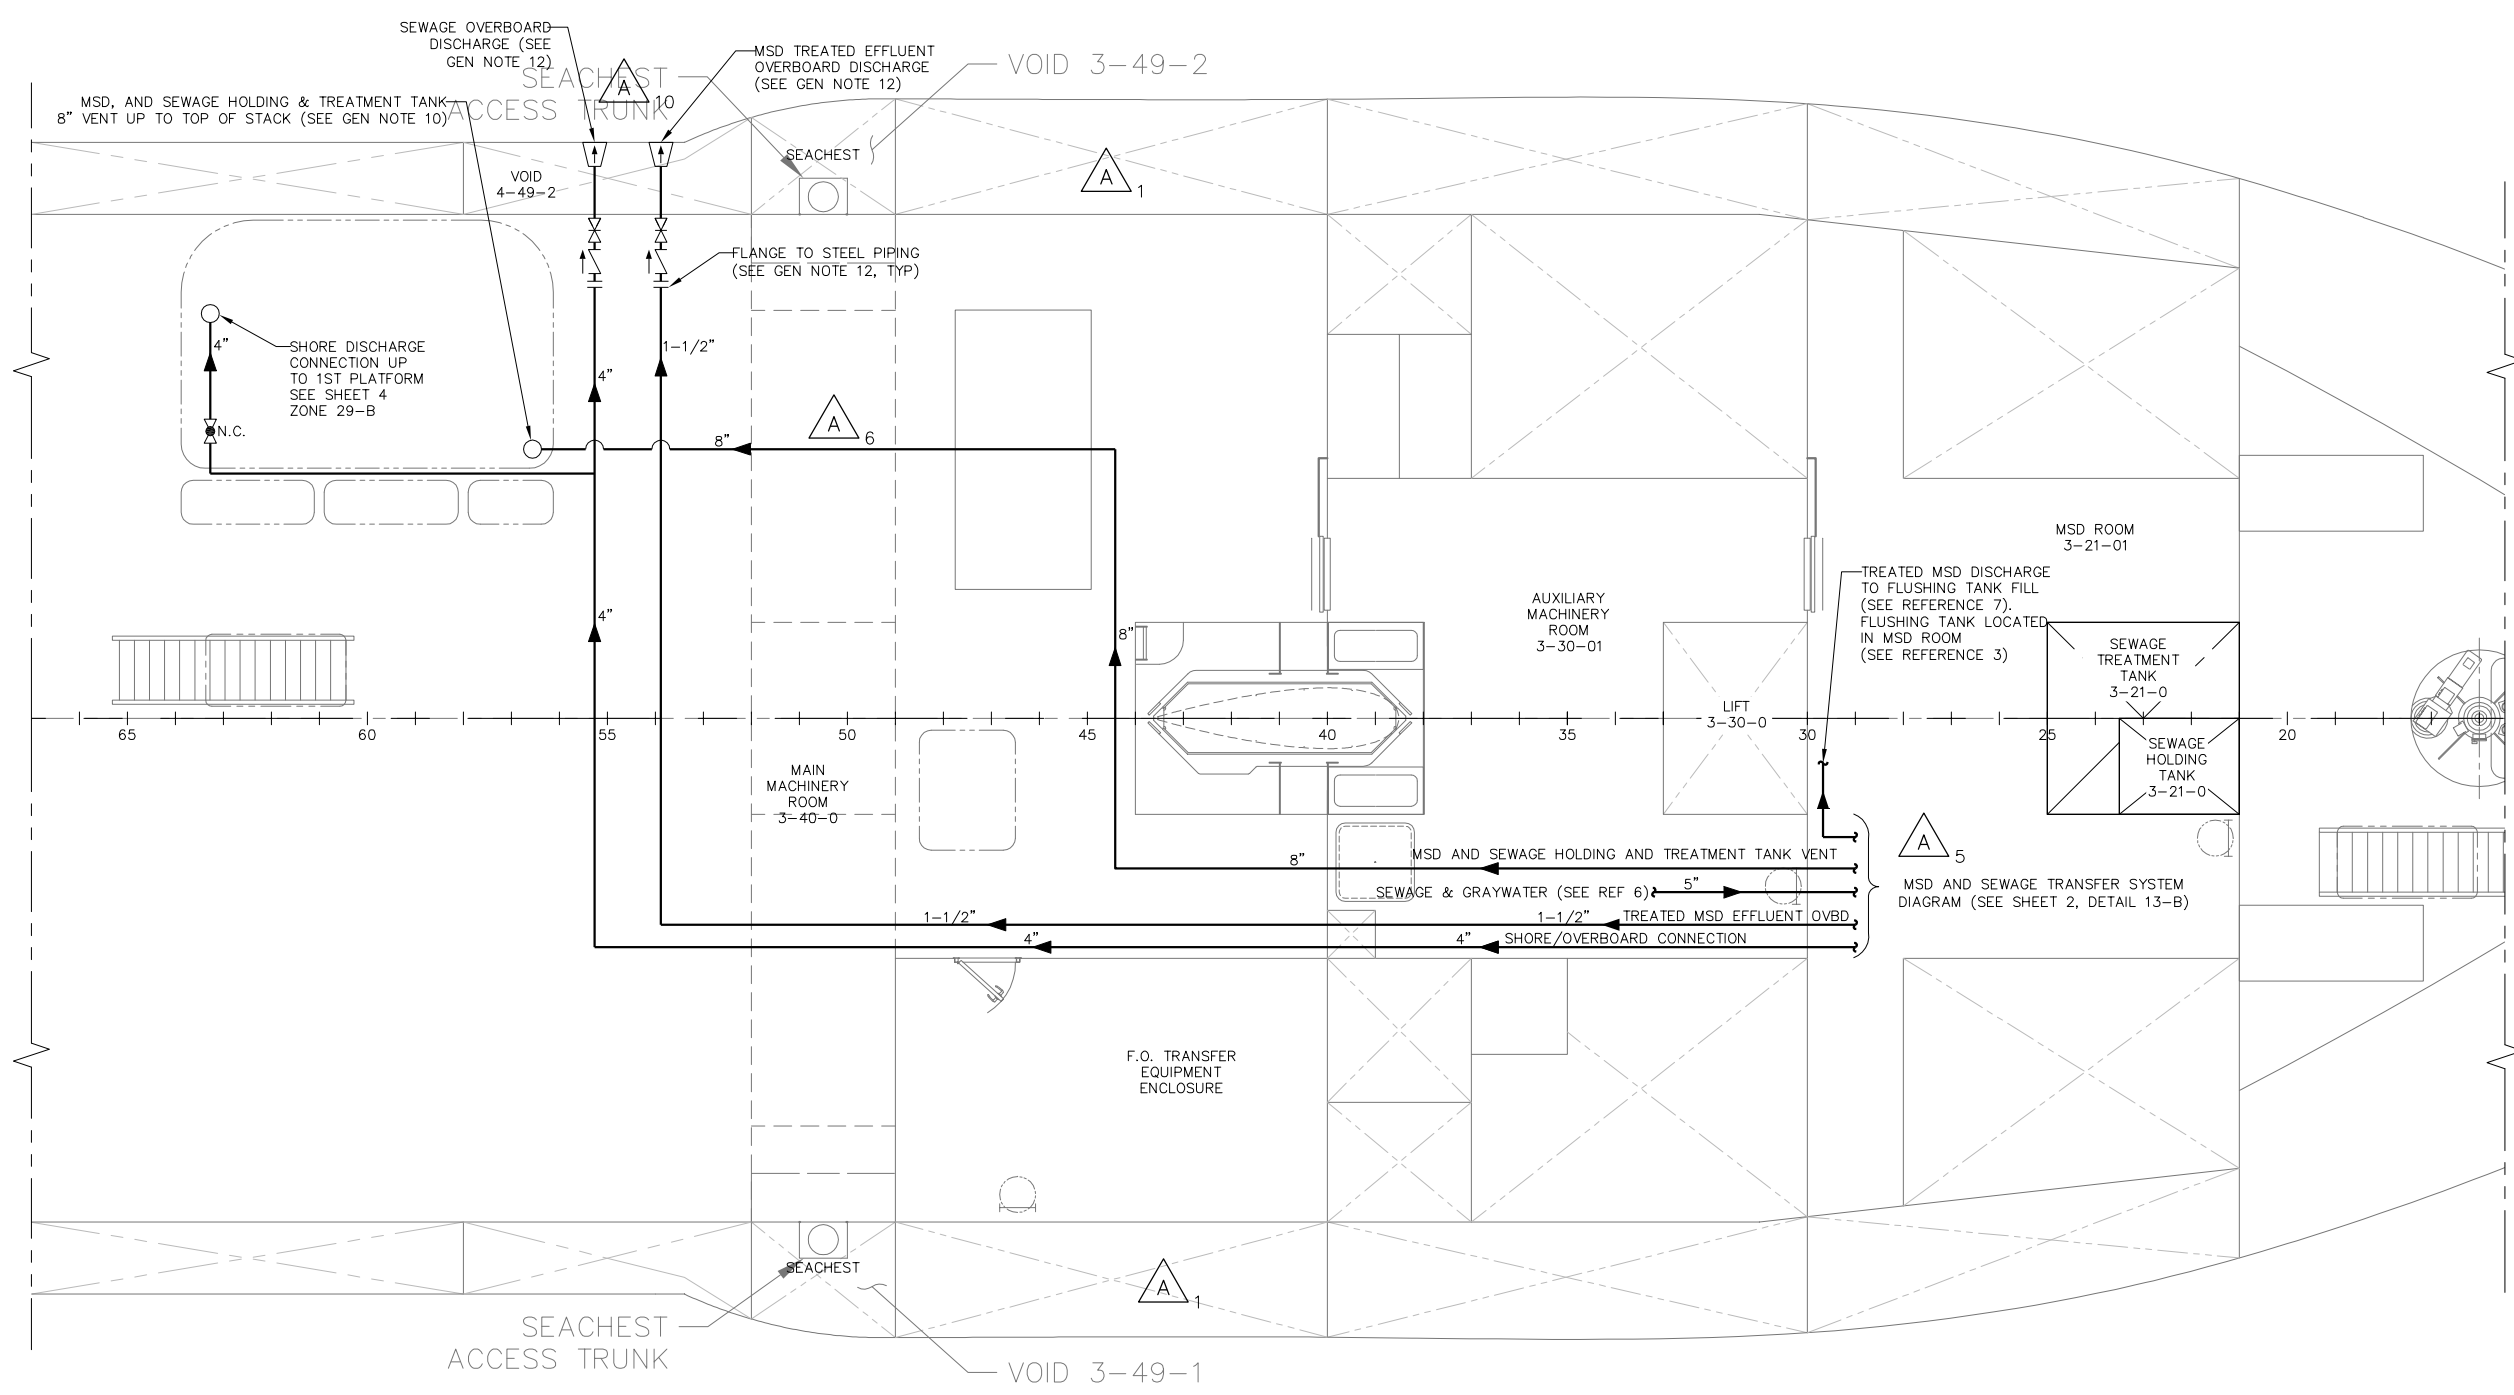 SEWAGE OVERBOARD
DISCHARGE (SEE
GEN NOTE 12)
MSD TREATED EFFLUENT
OVERBOARD DISCHARGE
(SEE GEN NOTE 12)
SEACHEST
ACCESS TRUNK
VOID 3-49-2
A
10
MSD, AND SEWAGE HOLDING & TREATMENT TANK
8" VENT UP TO TOP OF STACK (SEE GEN NOTE 10)
VOID
4-49-2
SEACHEST
A
1
FLANGE TO STEEL PIPING
(SEE GEN NOTE 12, TYP)
4"
SHORE DISCHARGE
CONNECTION UP
TO 1ST PLATFORM
SEE SHEET 4
ZONE 29-B
N.C.
4"
1-1/2"
8"
A
6
4"
8"
AUXILIARY
MACHINERY
ROOM
3-30-01
MSD ROOM
3-21-01
TREATED MSD DISCHARGE
TO FLUSHING TANK FILL
(SEE REFERENCE 7).
FLUSHING TANK LOCATED
IN MSD ROOM
(SEE REFERENCE 3)
SEWAGE
TREATMENT
TANK
3-21-0
LIFT
3-30-0
65
60
55
50
45
40
35
30
25
20
SEWAGE
HOLDING
TANK
3-21-0
MAIN
MACHINERY
ROOM
3-40-0
8"
MSD AND SEWAGE HOLDING AND TREATMENT TANK VENT
SEWAGE & GRAYWATER (SEE REF 6)
5"
1-1/2"
1-1/2"
TREATED MSD EFFLUENT OVBD
4"
4"
SHORE/OVERBOARD CONNECTION
A
5
MSD AND SEWAGE TRANSFER SYSTEM
DIAGRAM (SEE SHEET 2, DETAIL 13-B)
F.O. TRANSFER
EQUIPMENT
ENCLOSURE
SEACHEST
A
1
SEACHEST
ACCESS TRUNK
VOID 3-49-1